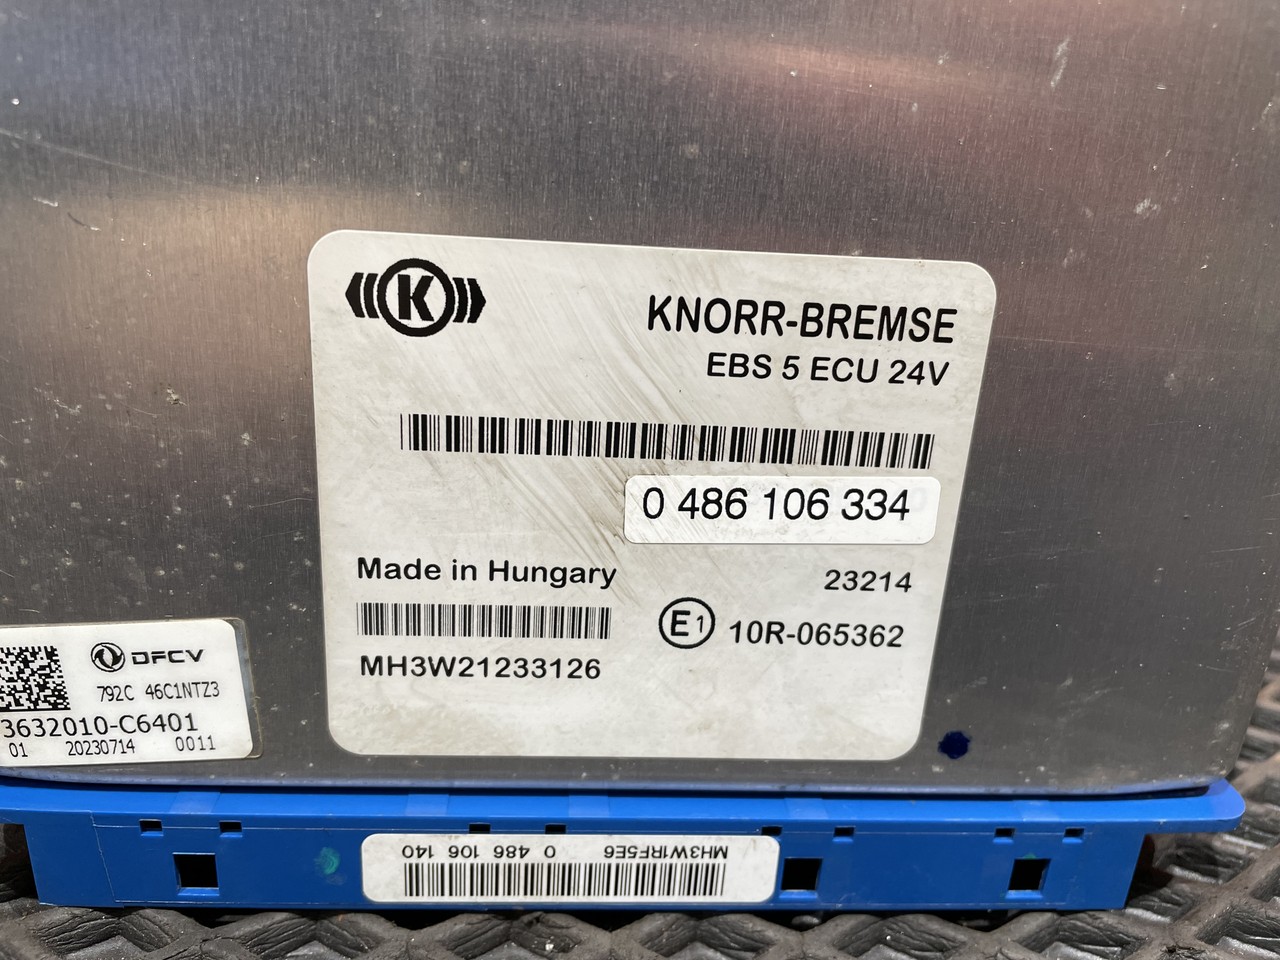 K
KNORR-BREMSE
EBS 5 ECU 24V
0 486 106 334
Made in Hungary
23214
E1
10R-065362
MH3W21233126
DFCV
792C 46C1NTZ3
3632010-C6401
01 20230714 0011
MH3W1RF5E6 0 486 106 140